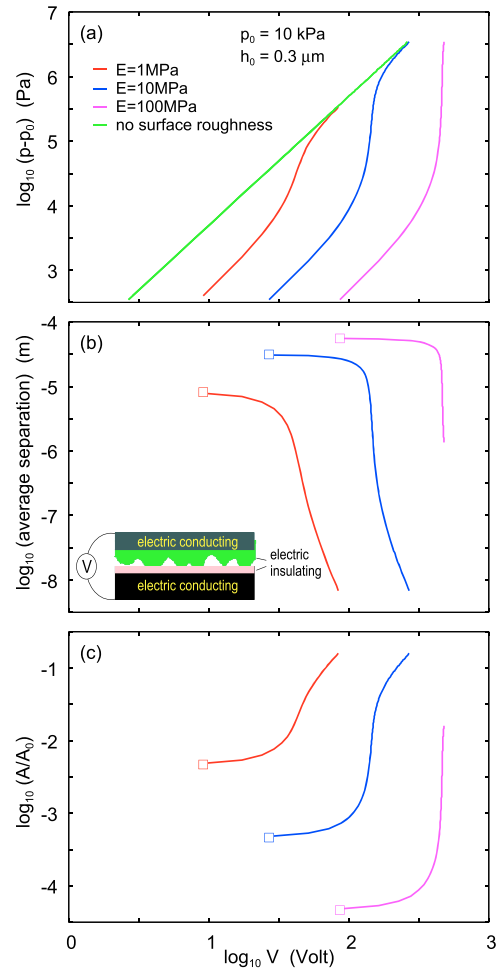 7
(a)
p₀ = 10 kPa
h₀ = 0.3 μm
E=1MPa
E=10MPa
E=100MPa
no surface roughness
6
5
4
3
log₁₀ (p-p₀) (Pa)
-4
(b)
-5
-6
-7
-8
log₁₀ (average separation) (m)
electric conducting
electric
insulating
V
electric conducting
(c)
-1
-2
-3
-4
log₁₀ (A/A₀)
0 1 2 3
log₁₀ V (Volt)